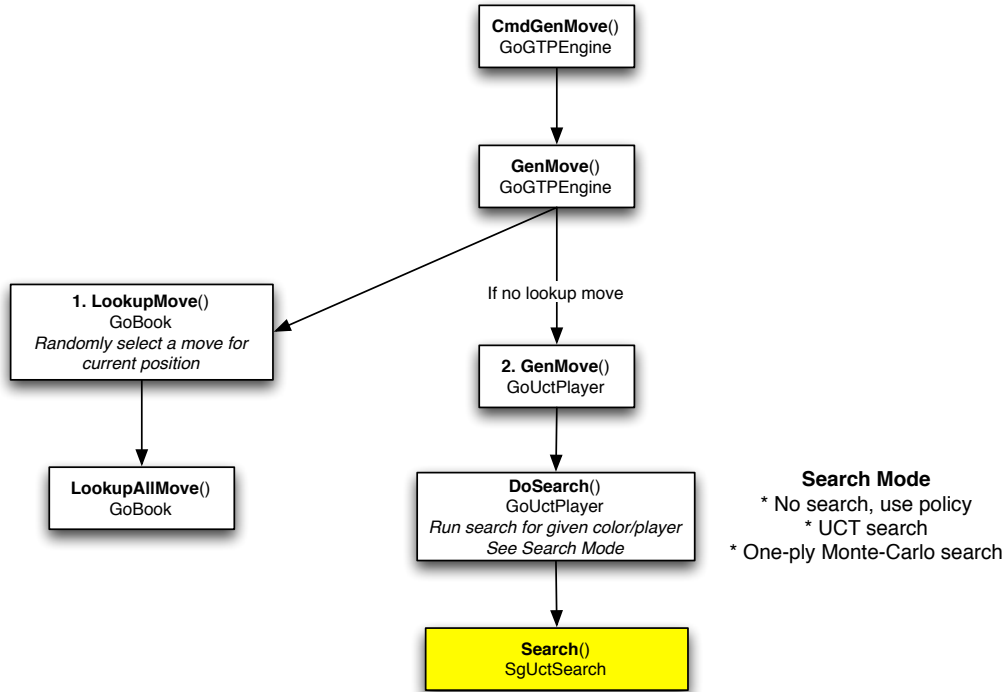 CmdGenMove()
GoGTPEngine
GenMove()
GoGTPEngine
If no lookup move
1. LookupMove()
GoBook
Randomly select a move for
current position
2. GenMove()
GoUctPlayer
LookupAllMove()
GoBook
DoSearch()
GoUctPlayer
Run search for given color/player
See Search Mode
Search Mode
* No search, use policy
* UCT search
* One-ply Monte-Carlo search
Search()
SgUctSearch